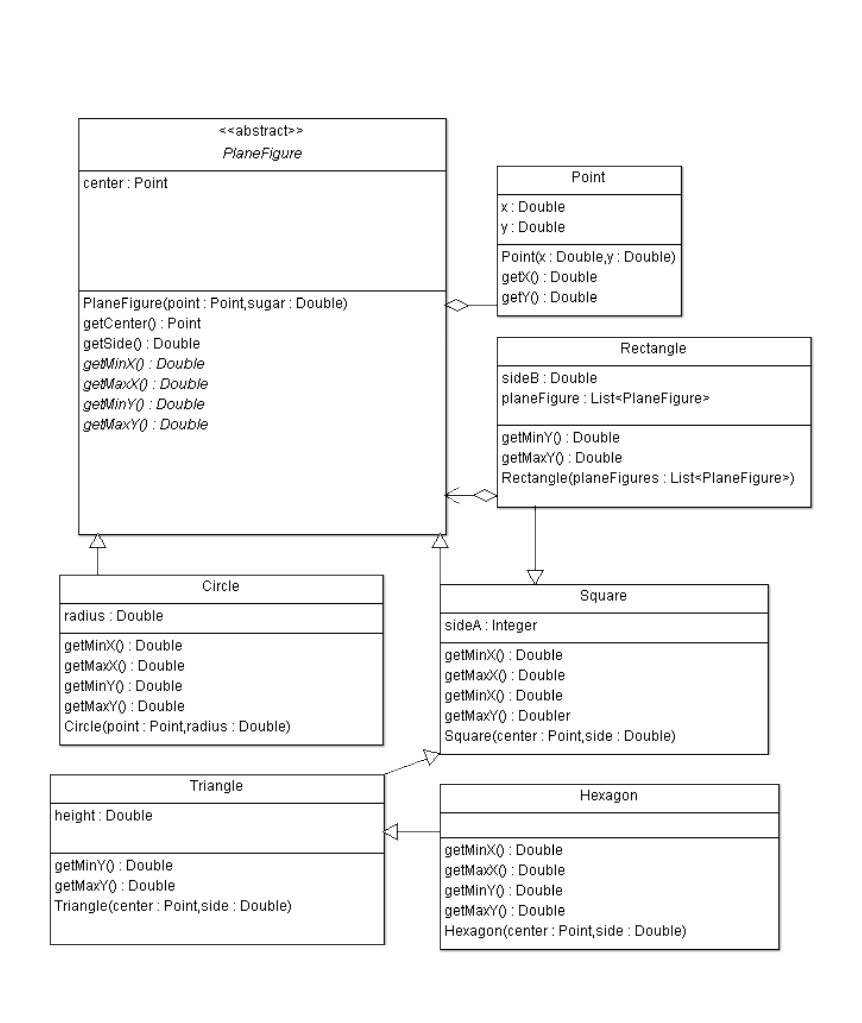 <<abstract>>
PlaneFigure
center : Point
PlaneFigure(point : Point,sugar : Double)
getCenter() : Point
getSide() : Double
getMinX() : Double
getMaxX() : Double
getMinY() : Double
getMaxY() : Double
Point
x : Double
y : Double
Point(x : Double,y : Double)
getX() : Double
getY() : Double
Rectangle
sideB : Double
planeFigure : List<PlaneFigure>
getMinY() : Double
getMaxY() : Double
Rectangle(planeFigures : List<PlaneFigure>)
Circle
radius : Double
getMinX() : Double
getMaxX() : Double
getMinY() : Double
getMaxY() : Double
Circle(point : Point,radius : Double)
Square
sideA : Integer
getMinX() : Double
getMaxX() : Double
getMinX() : Double
getMaxY() : Doubler
Square(center : Point,side : Double)
Triangle
height : Double
getMinY() : Double
getMaxY() : Double
Triangle(center : Point,side : Double)
Hexagon
getMinX() : Double
getMaxX() : Double
getMinY() : Double
getMaxY() : Double
Hexagon(center : Point,side : Double)